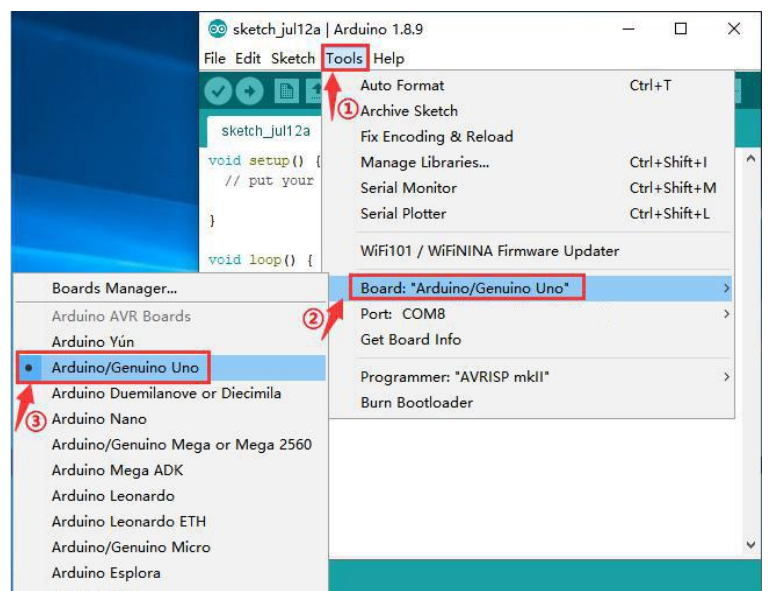 sketch_jul12a | Arduino 1.8.9
File Edit Sketch Tools Help
①
Auto Format Ctrl+T
Archive Sketch
Fix Encoding & Reload
Manage Libraries... Ctrl+Shift+I
Serial Monitor Ctrl+Shift+M
Serial Plotter Ctrl+Shift+L
WiFi101 / WiFiNINA Firmware Updater
② Board: "Arduino/Genuino Uno"
Port: COM8
Get Board Info
Programmer: "AVRISP mkII"
Burn Bootloader
sketch_jul12a
void setup() {
// put your
}
void loop() {
Boards Manager...
Arduino AVR Boards
Arduino Yún
Arduino/Genuino Uno
Arduino Duemilanove or Diecimila
③ Arduino Nano
Arduino/Genuino Mega or Mega 2560
Arduino Mega ADK
Arduino Leonardo
Arduino Leonardo ETH
Arduino/Genuino Micro
Arduino Esplora